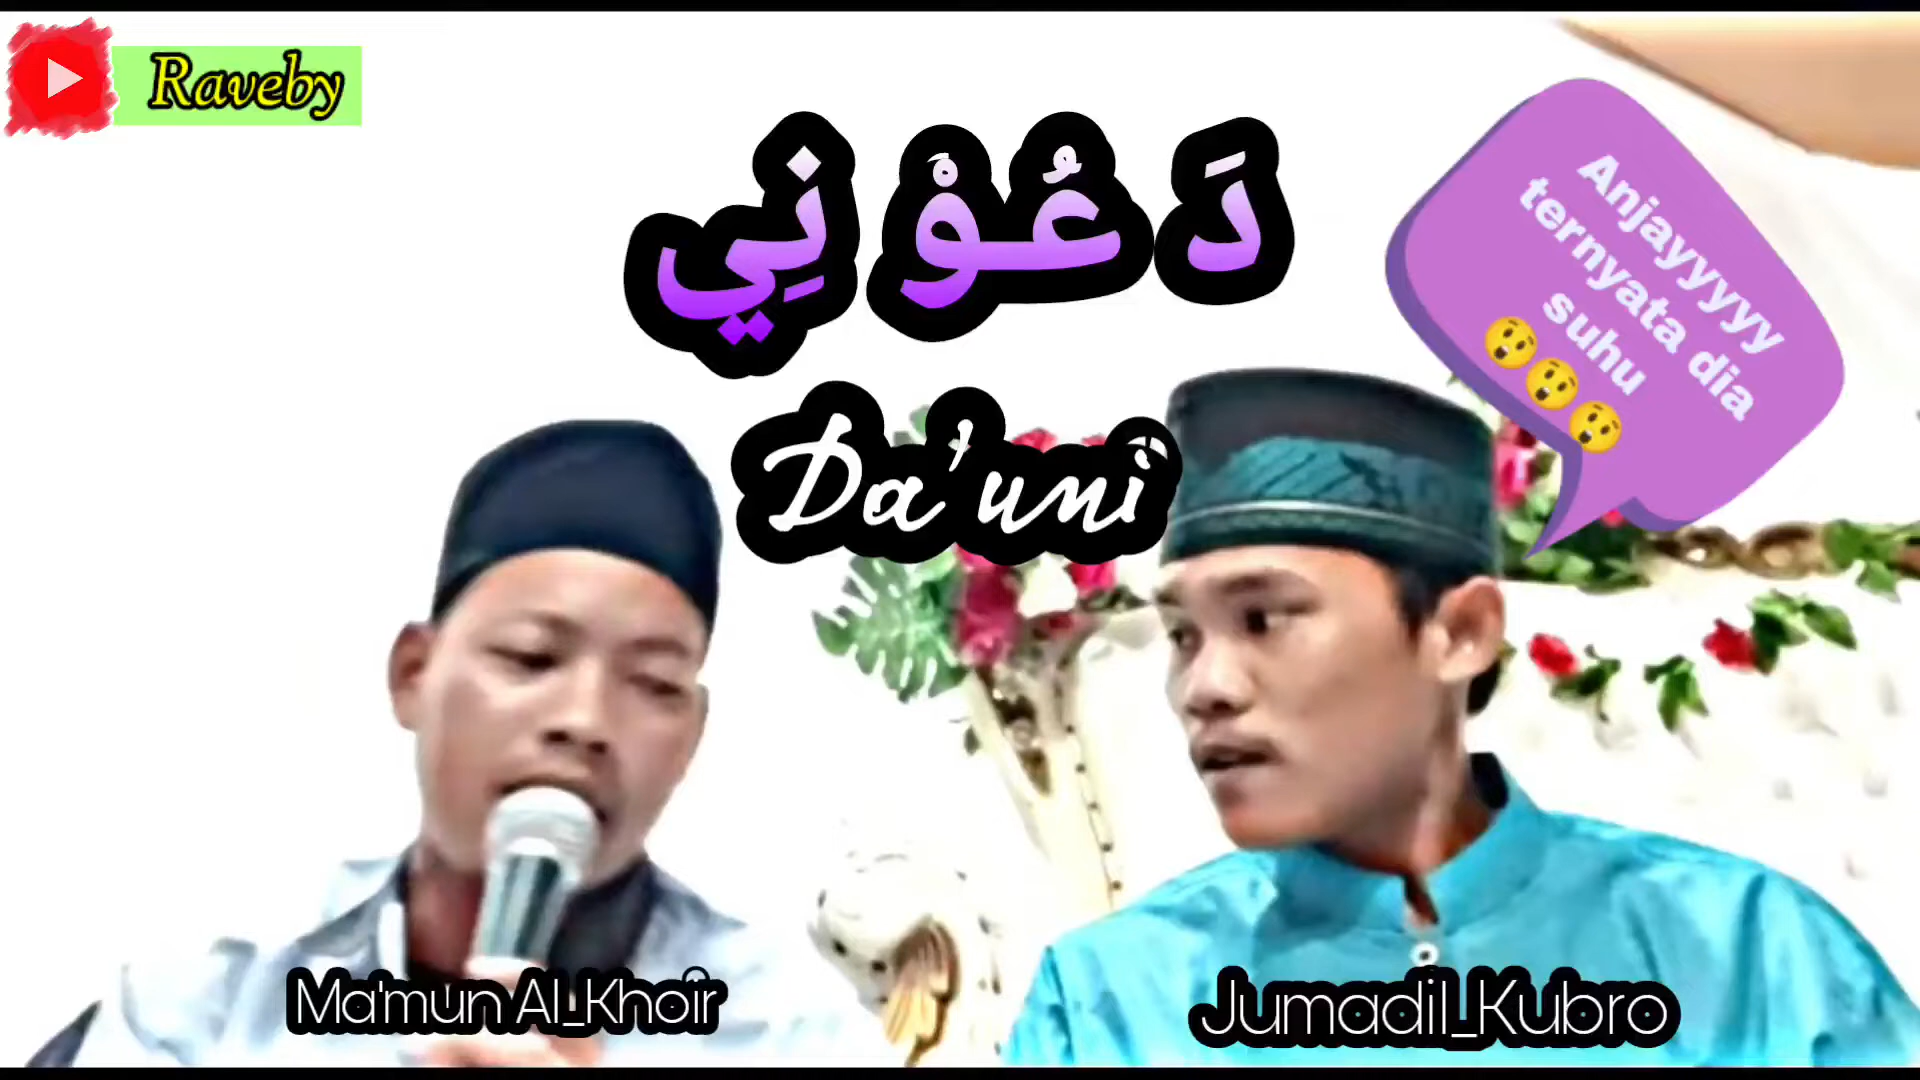 Raveby
دَعُوْنِي
Da'uni
Anjayyyyy
ternyata dia
suhu
😲😲😲
Ma'mun Al_Khoir
Jumadil_Kubro